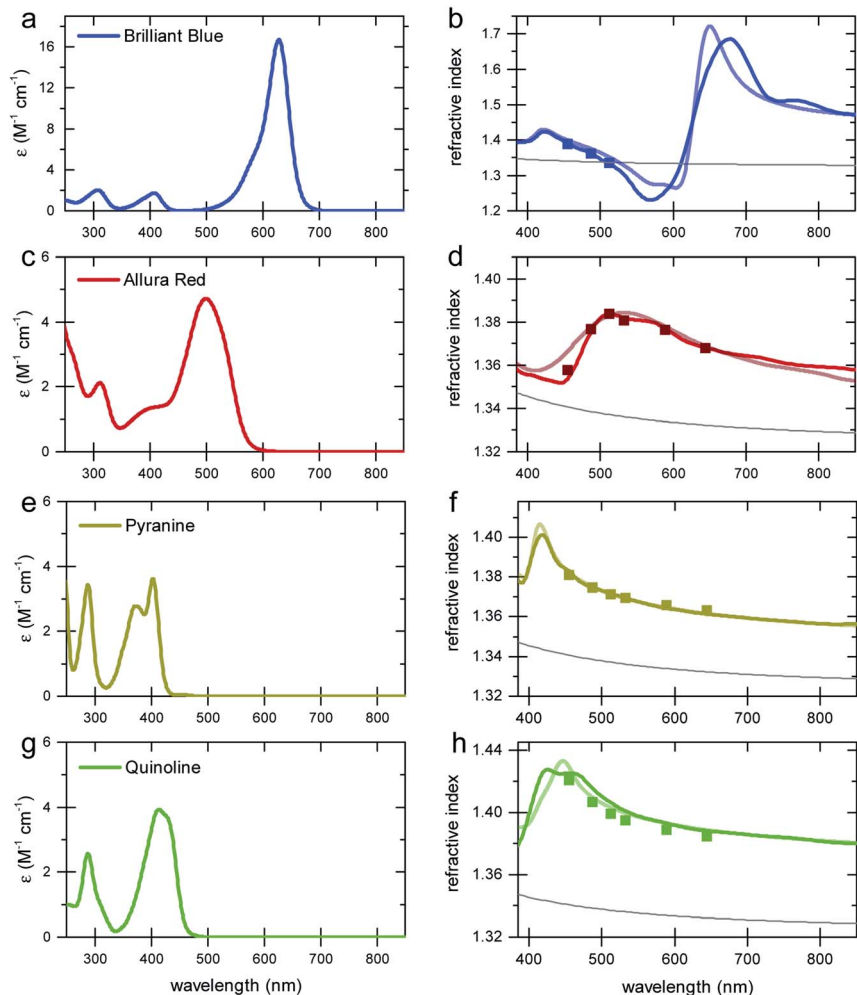 a
Brilliant Blue
ε (M⁻¹ cm⁻¹)
16
12
8
4
0
300 400 500 600 700 800
b
refractive index
1.7
1.6
1.5
1.4
1.3
1.2
400 500 600 700 800
c
Allura Red
ε (M⁻¹ cm⁻¹)
6
4
2
0
300 400 500 600 700 800
d
refractive index
1.40
1.38
1.36
1.34
1.32
400 500 600 700 800
e
Pyranine
ε (M⁻¹ cm⁻¹)
6
4
2
0
300 400 500 600 700 800
f
refractive index
1.40
1.38
1.36
1.33
1.32
400 500 600 700 800
g
Quinoline
ε (M⁻¹ cm⁻¹)
6
4
2
0
300 400 500 600 700 800
wavelength (nm)
h
refractive index
1.44
1.40
1.36
1.32
400 500 600 700 800
wavelength (nm)